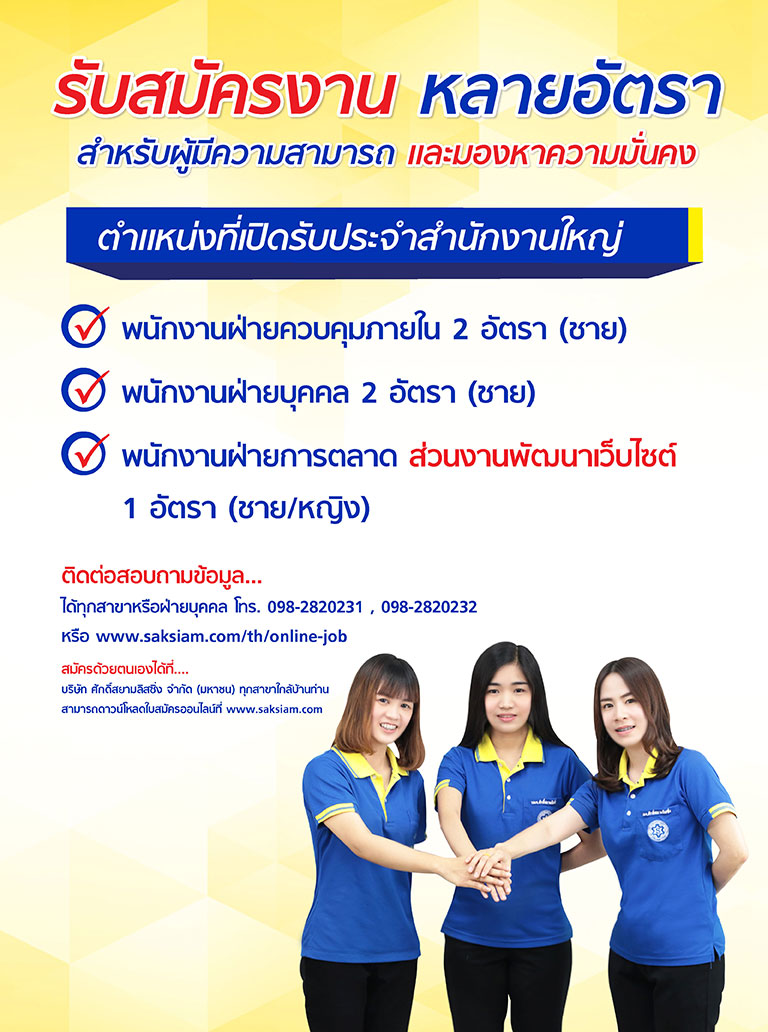 รับสมัครงาน หลายอัตรา
สำหรับผู้มีความสามารถ และมองหาความมั่นคง
ตำแหน่งที่เปิดรับประจำสำนักงานใหญ่
พนักงานฝ่ายควบคุมภายใน 2 อัตรา (ชาย)
พนักงานฝ่ายบุคคล 2 อัตรา (ชาย)
พนักงานฝ่ายการตลาด ส่วนงานพัฒนาเว็บไซต์
1 อัตรา (ชาย/หญิง)
ติดต่อสอบถามข้อมูล...
ได้ทุกสาขาหรือฝ่ายบุคคล โทร. 098-2820231 , 098-2820232
หรือ www.saksiam.com/th/online-job
สมัครด้วยตนเองได้ที่....
บริษัท ศักดิ์สยามลิสซิ่ง จำกัด (มหาชน) ทุกสาขาใกล้บ้านท่าน
สามารถดาวน์โหลดใบสมัครออนไลน์ที่ www.saksiam.com